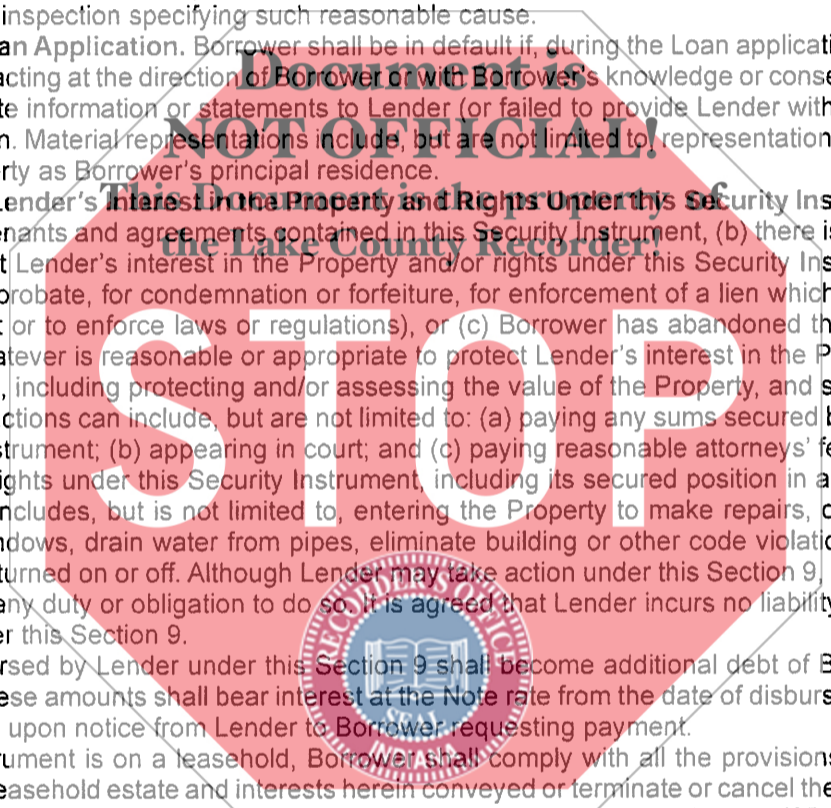 inspection specifying such reasonable cause.
an Application. Borrower shall be in default if, during the Loan applicati
acting at the direction of Borrower or with Borrower's knowledge or conse
te information or statements to Lender (or failed to provide Lender with
n. Material representations include, but are not limited to, representation
rty as Borrower's principal residence.
Lender's Interest in the Property and Rights Under this Security Ins
nants and agreements contained in this Security Instrument, (b) there is
t Lender's interest in the Property and/or rights under this Security Ins
probate, for condemnation or forfeiture, for enforcement of a lien which
t or to enforce laws or regulations), or (c) Borrower has abandoned th
atever is reasonable or appropriate to protect Lender's interest in the P
, including protecting and/or assessing the value of the Property, and s
ctions can include, but are not limited to: (a) paying any sums secured b
strument; (b) appearing in court; and (c) paying reasonable attorneys' fe
ights under this Security Instrument, including its secured position in a
ncludes, but is not limited to, entering the Property to make repairs, c
ndows, drain water from pipes, eliminate building or other code violatio
turned on or off. Although Lender may take action under this Section 9,
any duty or obligation to do so. It is agreed that Lender incurs no liability
er this Section 9.
rsed by Lender under this Section 9 shall become additional debt of B
ese amounts shall bear interest at the Note rate from the date of disburs
upon notice from Lender to Borrower requesting payment.
rument is on a leasehold, Borrower shall comply with all the provisions
easehold estate and interests herein conveyed or terminate or cancel the
Document is
NOT OFFICIAL!
This Document is the property of
the Lake County Recorder!
STOP
RECORDER'S OFFICE
SEAL
INDIANA